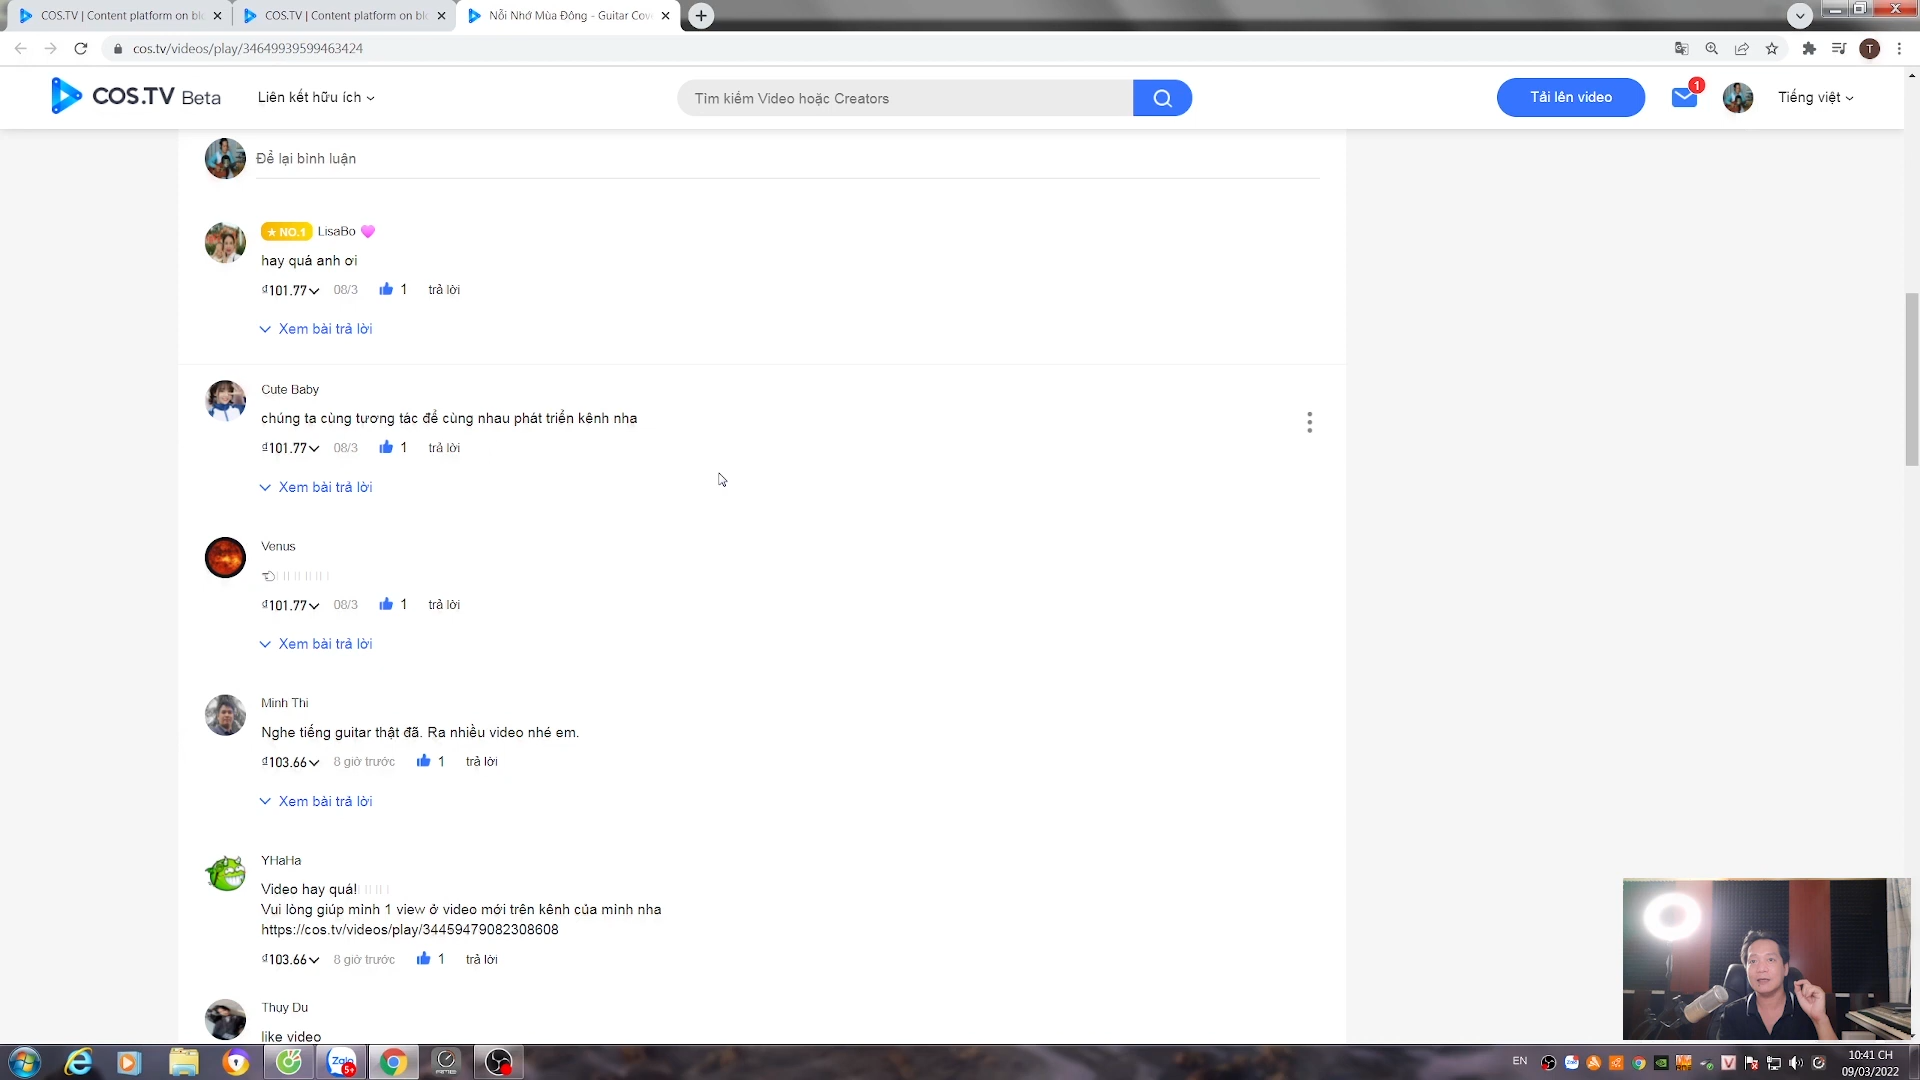 COS.TV | Content platform on blo
COS.TV | Content platform on blo
Nỗi Nhớ Mùa Đông - Guitar Cov
cos.tv/videos/play/34649939599463424
T
COS.TV Beta
Liên kết hữu ích
Tìm kiếm Video hoặc Creators
Tải lên video
1
Tiếng việt
Để lại bình luận
NO.1 LisaBo
hay quá anh ơi
₫101.77 08/3 1 trả lời
Xem bài trả lời
Cute Baby
chúng ta cùng tương tác để cùng nhau phát triển kênh nha
₫101.77 08/3 1 trả lời
Xem bài trả lời
Venus
₫101.77 08/3 1 trả lời
Xem bài trả lời
Minh Thi
Nghe tiếng guitar thật đã. Ra nhiều video nhé em.
₫103.66 8 giờ trước 1 trả lời
Xem bài trả lời
YHaHa
Video hay quá!
Vui lòng giúp mình 1 view ở video mới trên kênh của mình nha
https://cos.tv/videos/play/34459479082308608
₫103.66 8 giờ trước 1 trả lời
Thụy Du
like video
Zalo
5+
EN
10:41 CH
09/03/2022